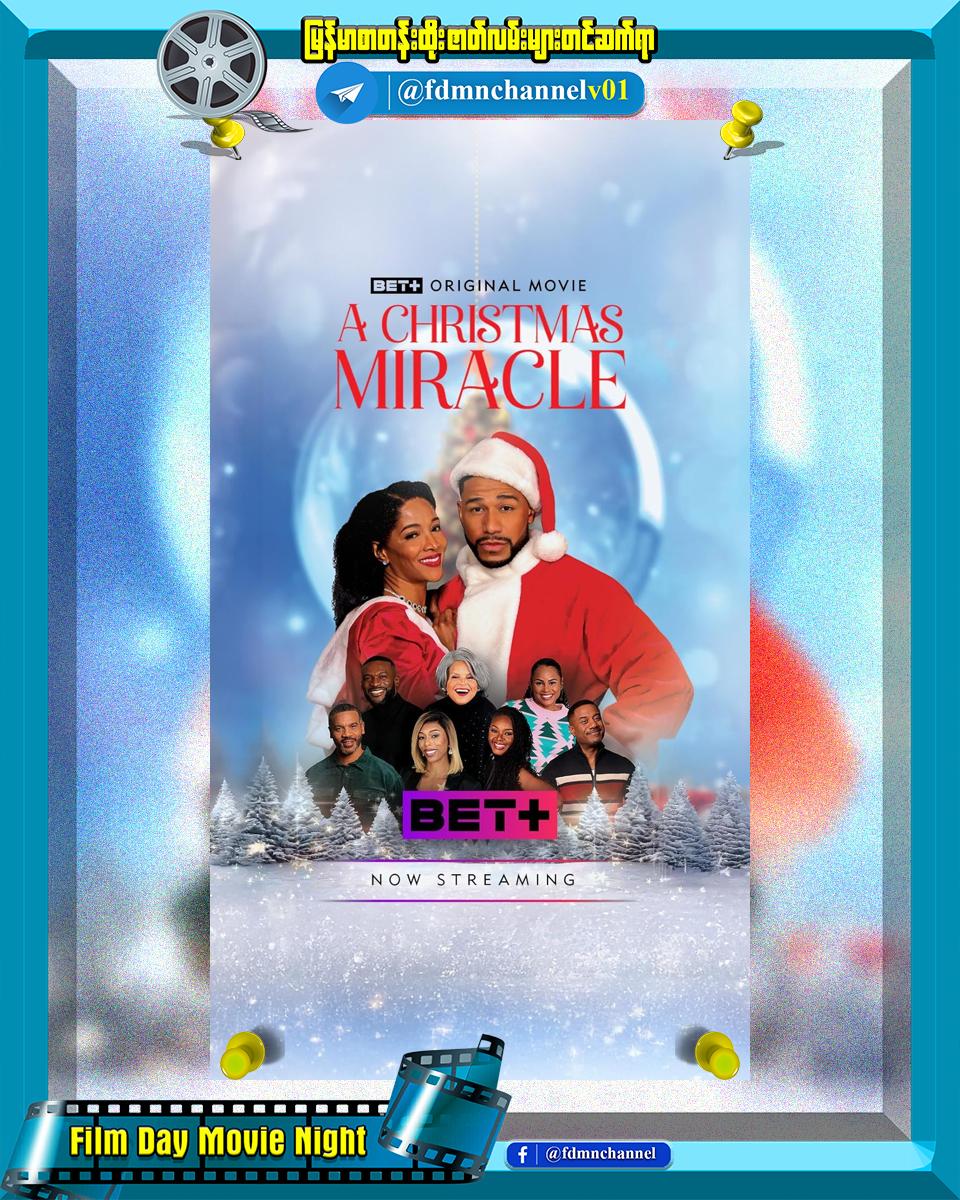 မြန်မာစာတန်းထိုးဇာတ်လမ်းများတင်ဆက်ရာ
@fdmnchannelv01
BET+ ORIGINAL MOVIE
A CHRISTMAS
MIRACLE
BET+
NOW STREAMING
Film Day Movie Night
f @fdmnchannel